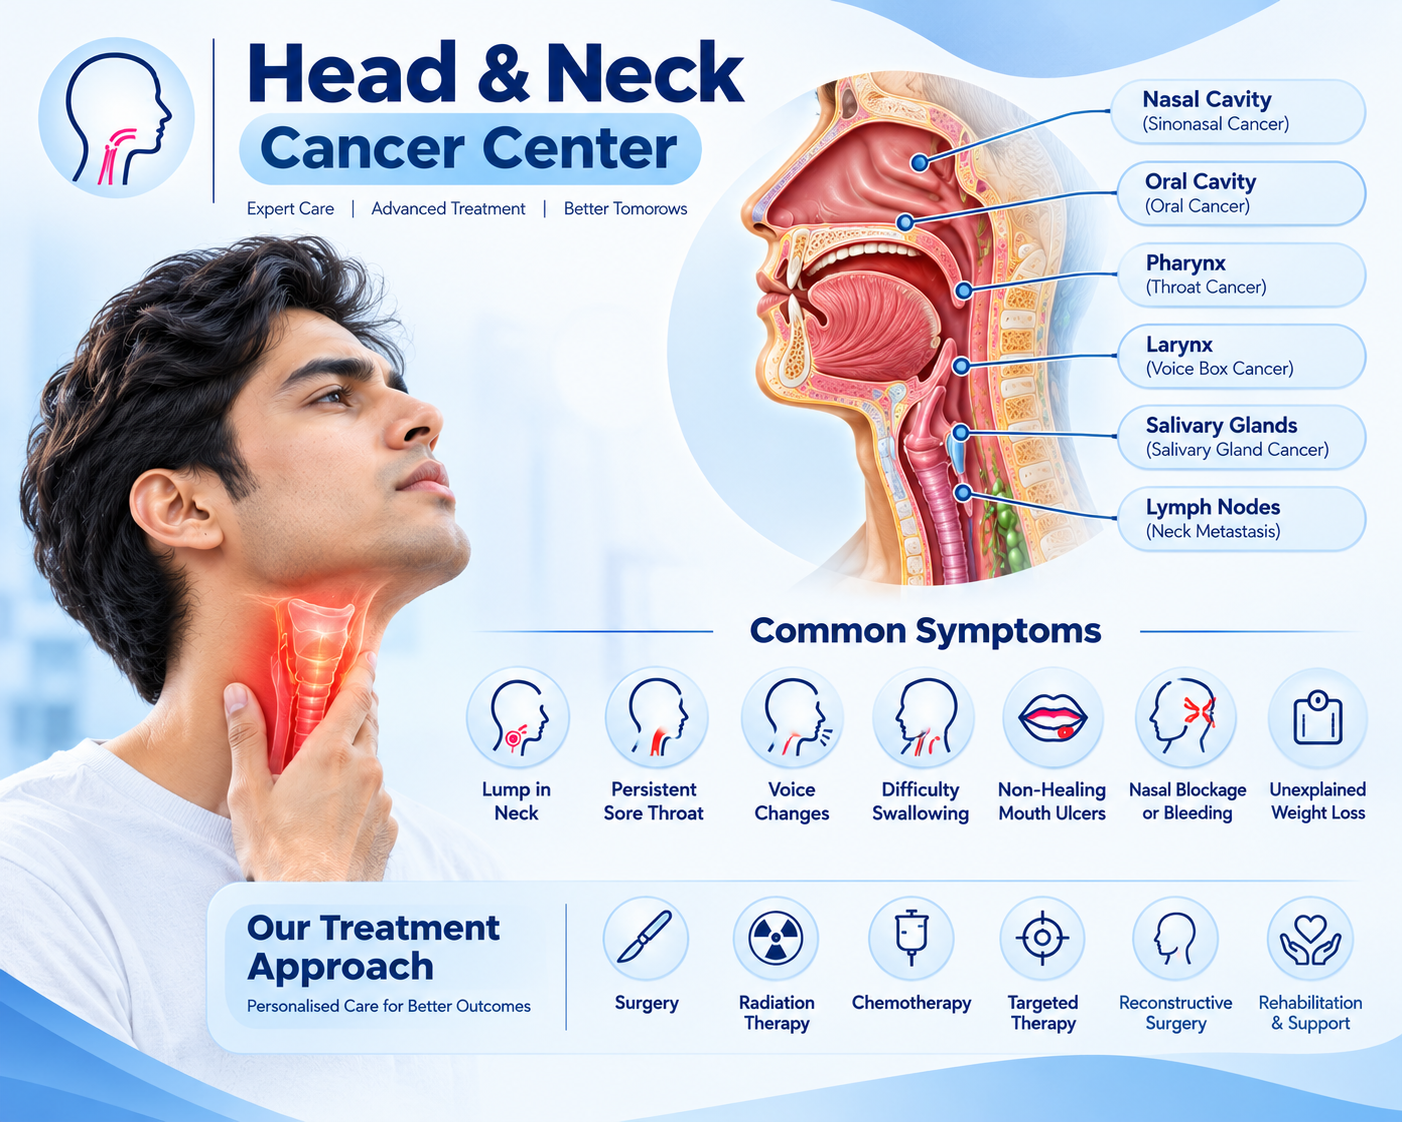 Head & Neck
Cancer Center
Expert Care | Advanced Treatment | Better Tomorows
Nasal Cavity
(Sinonasal Cancer)
Oral Cavity
(Oral Cancer)
Pharynx
(Throat Cancer)
Larynx
(Voice Box Cancer)
Salivary Glands
(Salivary Gland Cancer)
Lymph Nodes
(Neck Metastasis)
Common Symptoms
Lump in
Neck
Persistent
Sore Throat
Voice
Changes
Difficulty
Swallowing
Non-Healing
Mouth Ulcers
Nasal Blockage
or Bleeding
Unexplained
Weight Loss
Our Treatment
Approach
Personalised Care for Better Outcomes
Surgery
Radiation
Therapy
Chemotherapy
Targeted
Therapy
Reconstructive
Surgery
Rehabilitation
& Support